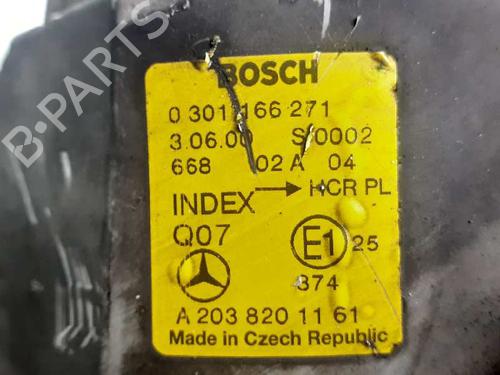 B-PARTS
BOSCH
0 301 166 271
3.06.00 S 0002
668 02 A 04
INDEX → HCR PL
Q07 E1 25
874
A 203 820 11 61
Made in Czech Republic